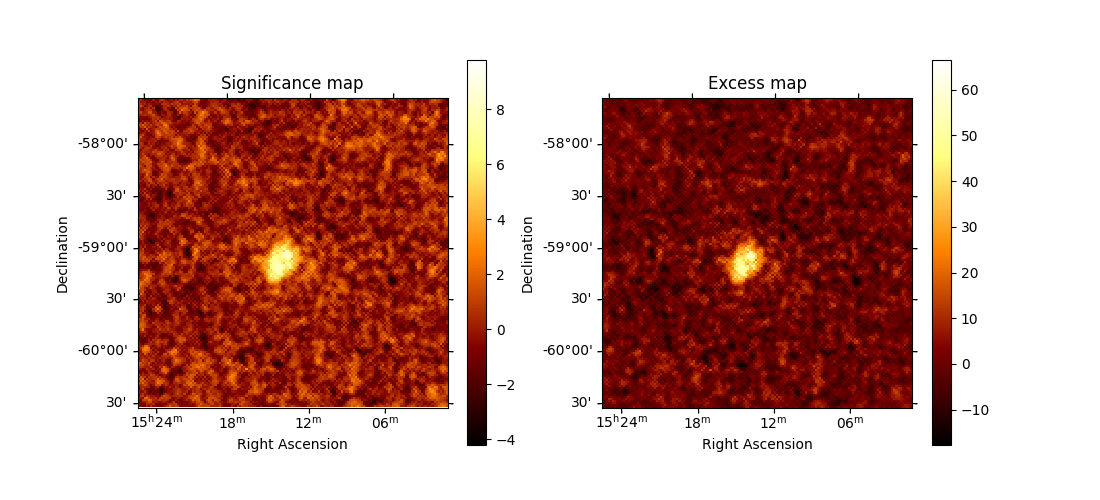 Significance map
Excess map
-58°00'
30'
-59°00'
30'
-60°00'
30'
Declination
15ʰ24ᵐ
18ᵐ
12ᵐ
06ᵐ
Right Ascension
8
6
4
2
0
−2
−4
-58°00'
30'
-59°00'
30'
-60°00'
30'
Declination
15ʰ24ᵐ
18ᵐ
12ᵐ
06ᵐ
Right Ascension
60
50
40
30
20
10
0
−10